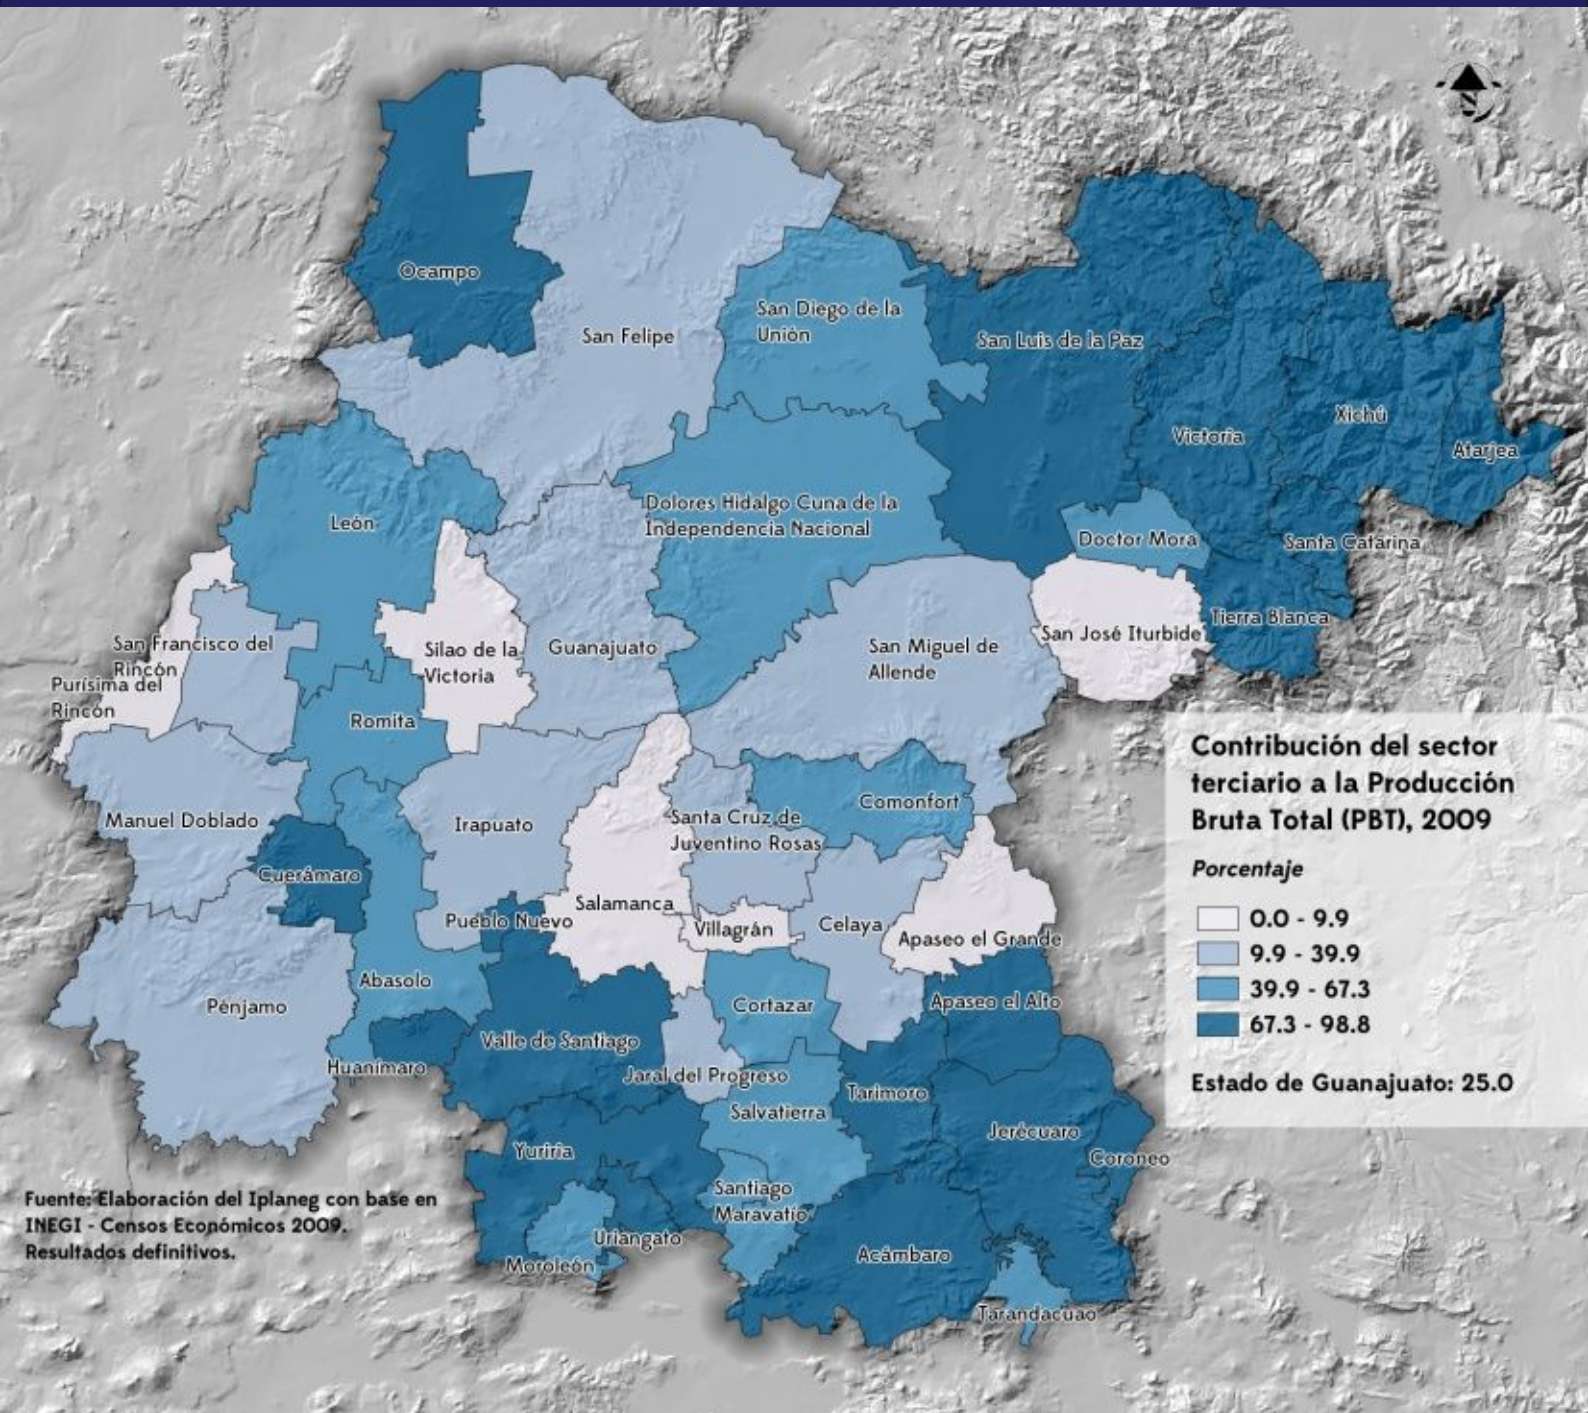 Ocampo
San Felipe
San Diego de la
Unión
San Luis de la Paz
Victoria
Xichú
Atarjea
León
Dolores Hidalgo Cuna de la
Independencia Nacional
Doctor Mora
Santa Catarina
Tierra Blanca
San José Iturbide
San Francisco del
Rincón
Purísima del
Rincón
Silao de la
Victoria
Guanajuato
San Miguel de
Allende
Romita
Manuel Doblado
Irapuato
Santa Cruz de
Juventino Rosas
Comonfort
Cuerámaro
Pueblo Nuevo
Salamanca
Villagrán
Celaya
Apaseo el Grande
Pénjamo
Abasolo
Cortazar
Apaseo el Alto
Huanímaro
Valle de Santiago
Jaral del Progreso
Tarimoro
Salvatierra
Jerécuaro
Coroneo
Yuriria
Santiago
Maravatío
Uriangato
Moroleón
Acámbaro
Tarandacuao
Contribución del sector
terciario a la Producción
Bruta Total (PBT), 2009
Porcentaje
0.0 - 9.9
9.9 - 39.9
39.9 - 67.3
67.3 - 98.8
Estado de Guanajuato: 25.0
Fuente: Elaboración del Iplaneg con base en
INEGI - Censos Económicos 2009.
Resultados definitivos.